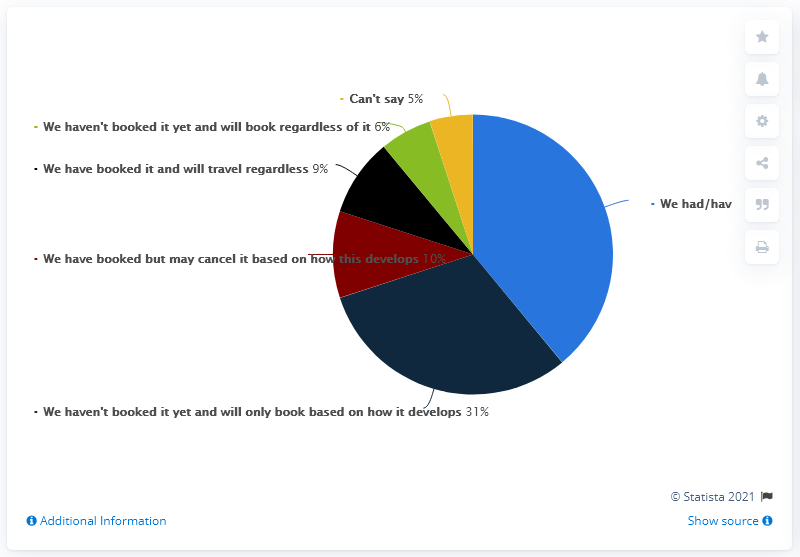 Can't say 5%
We haven't booked it yet and will book regardless of it 6%
We have booked it and will travel regardless 9%
We had/hav
We have booked but may cancel it based on how this develops 10%
We haven't booked it yet and will only book based on how it develops 31%
© Statista 2021
Additional Information
Show source